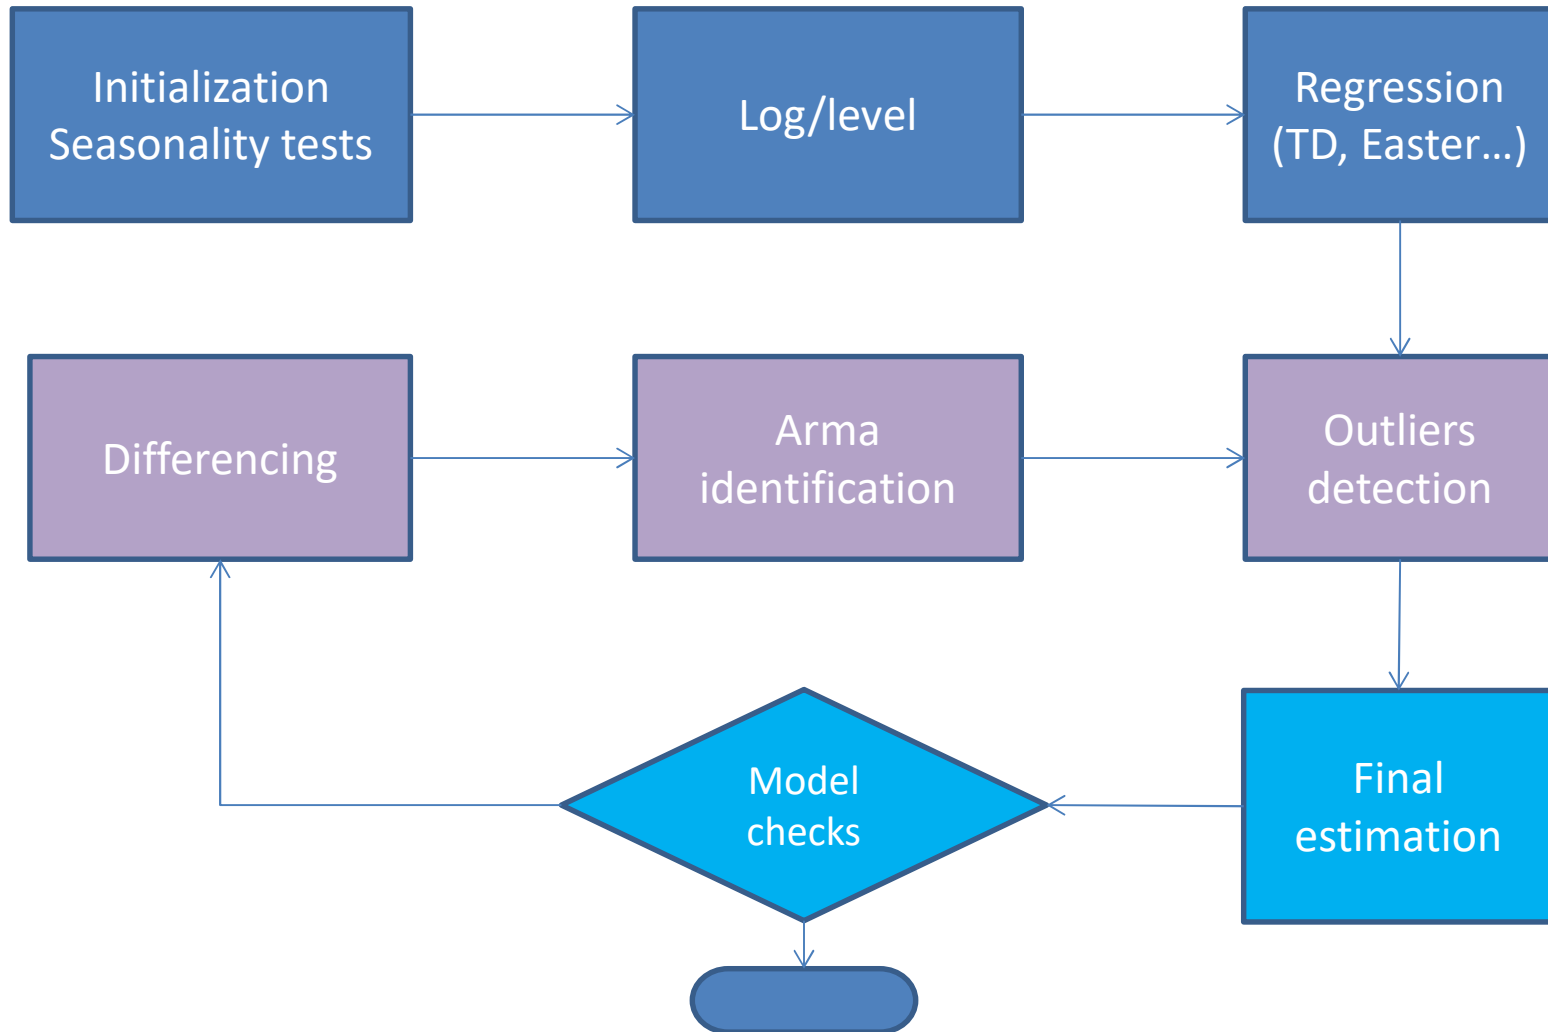 Initialization
Seasonality tests
Log/level
Regression
(TD, Easter…)
Differencing
Arma
identification
Outliers
detection
Model
checks
Final
estimation